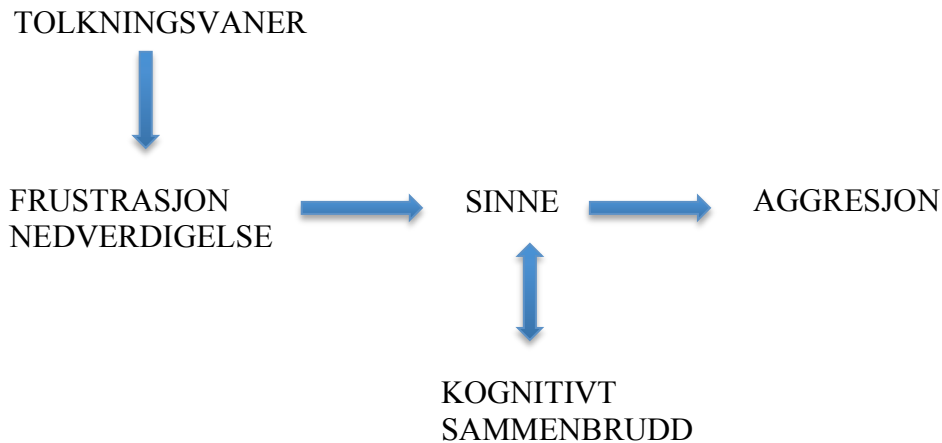 TOLKNINGSVANER
FRUSTRASJON
NEDVERDIGELSE
SINNE
AGGRESJON
KOGNITIVT
SAMMENBRUDD